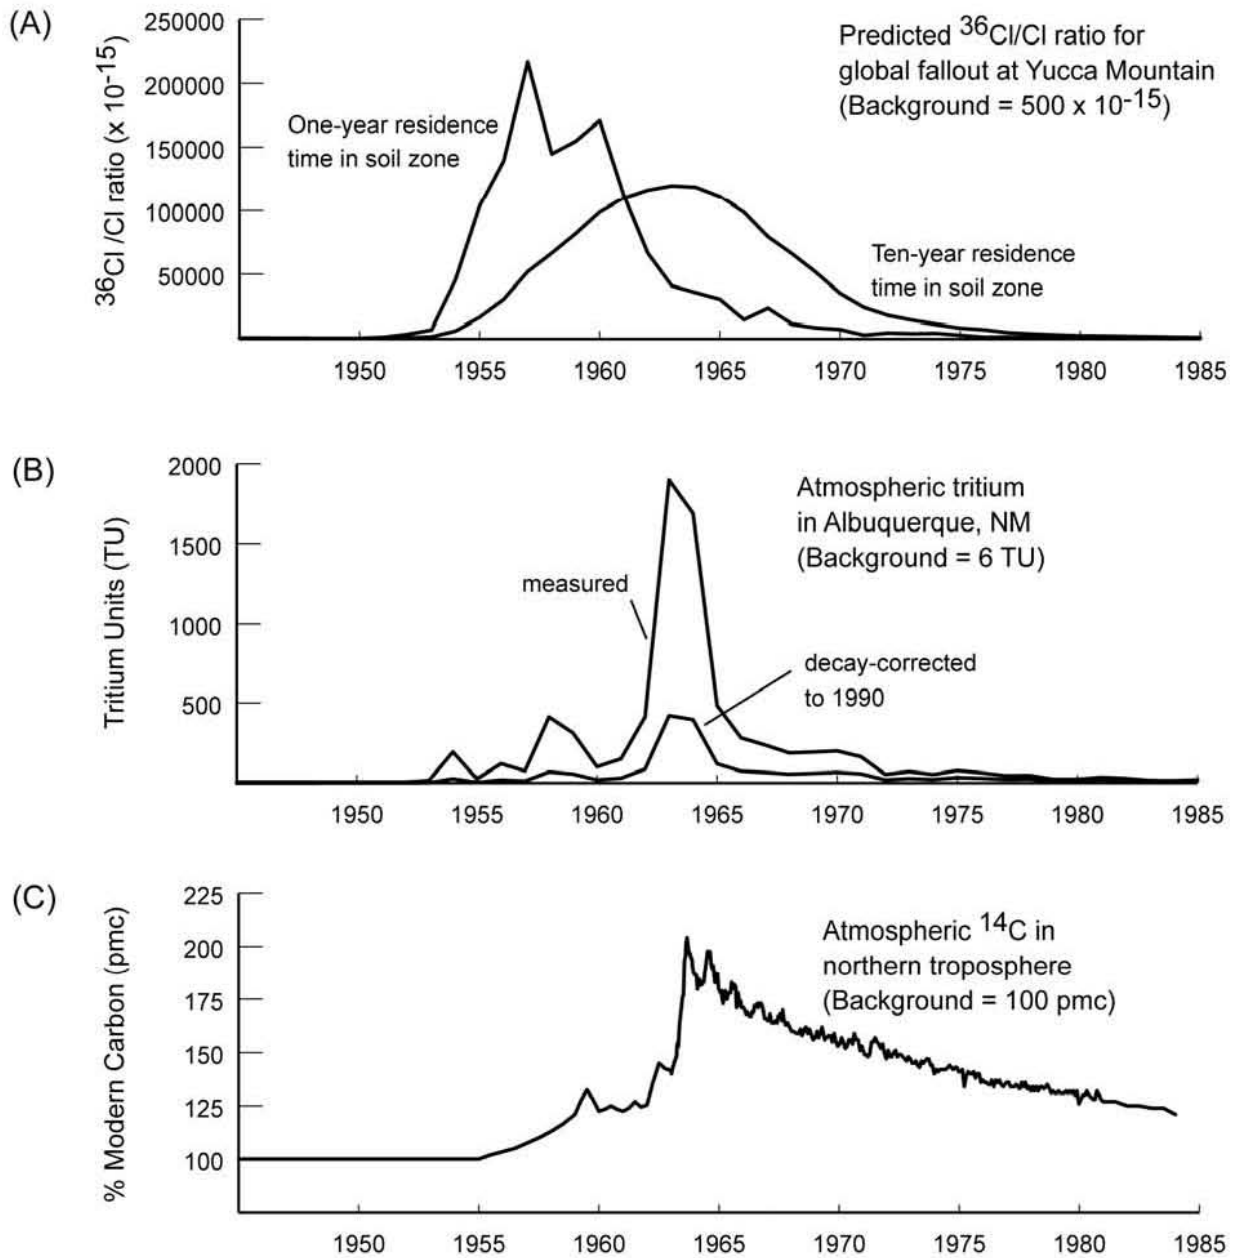 (A)
250000
200000
150000
100000
50000
36Cl /Cl ratio (x 10-15)
Predicted 36Cl/Cl ratio for
global fallout at Yucca Mountain
(Background = 500 x 10-15)
One-year residence
time in soil zone
Ten-year residence
time in soil zone
1950 1955 1960 1965 1970 1975 1980 1985
(B)
2000
1500
1000
500
Tritium Units (TU)
Atmospheric tritium
in Albuquerque, NM
(Background = 6 TU)
measured
decay-corrected
to 1990
1950 1955 1960 1965 1970 1975 1980 1985
(C)
225
200
175
150
125
100
% Modern Carbon (pmc)
Atmospheric 14C in
northern troposphere
(Background = 100 pmc)
1950 1955 1960 1965 1970 1975 1980 1985